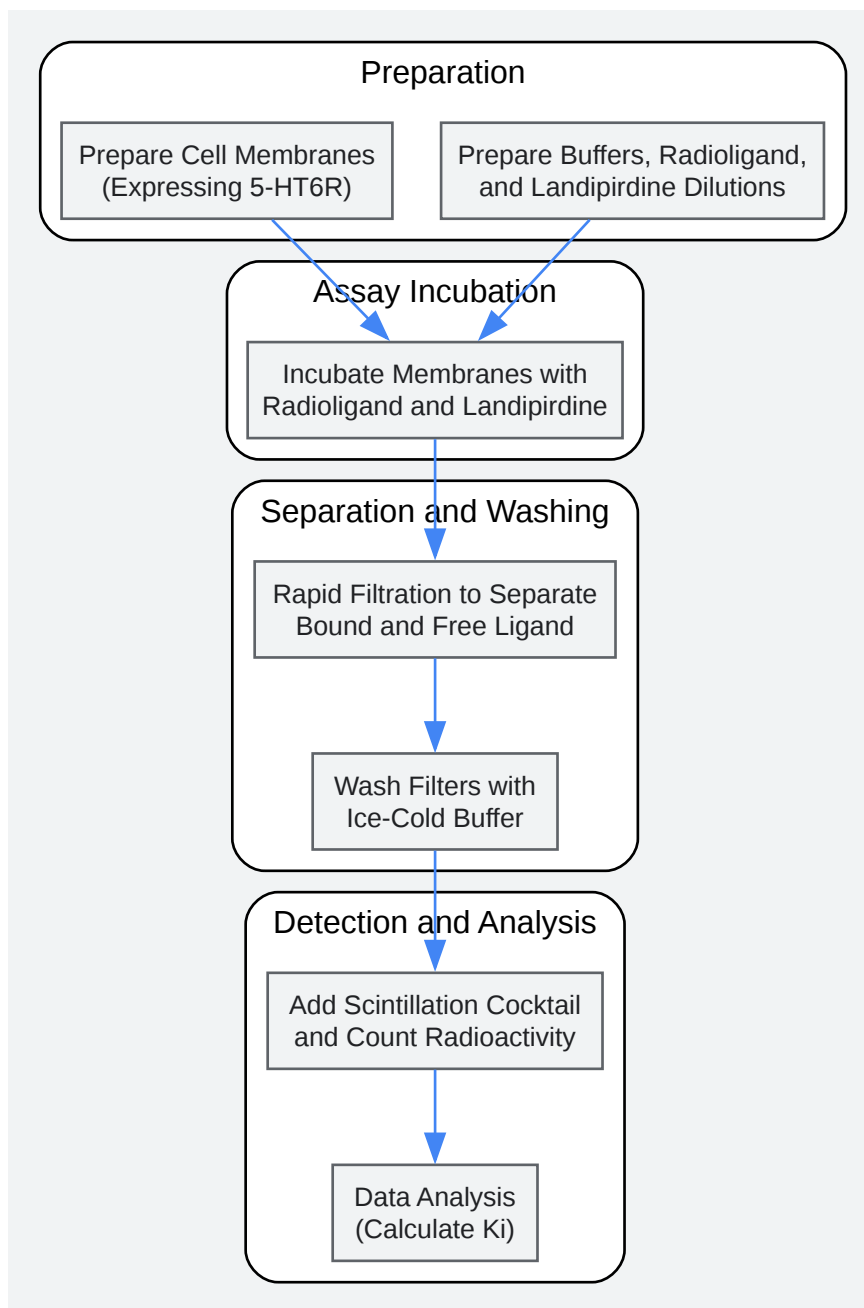 Preparation
Prepare Cell Membranes
(Expressing 5-HT6R)
Prepare Buffers, Radioligand,
and Landipirdine Dilutions
Assay Incubation
Incubate Membranes with
Radioligand and Landipirdine
Separation and Washing
Rapid Filtration to Separate
Bound and Free Ligand
Wash Filters with
Ice-Cold Buffer
Detection and Analysis
Add Scintillation Cocktail
and Count Radioactivity
Data Analysis
(Calculate Ki)